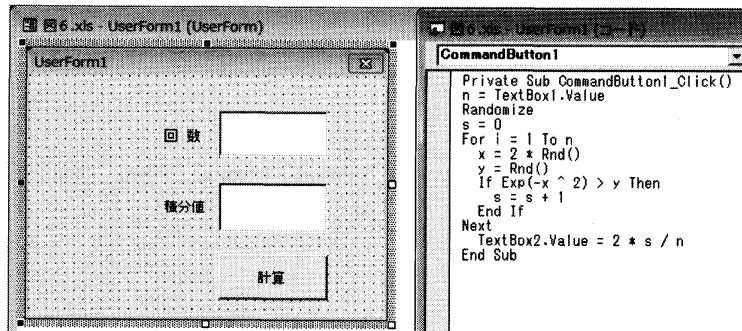 図6.xls - UserForm1 (UserForm)
UserForm1
回 数
積分値
計算
図6.xls - UserForm1 (コード)
CommandButton1
Private Sub CommandButton1_Click()
n = TextBox1.Value
Randomize
s = 0
For i = 1 To n
x = 2 * Rnd()
y = Rnd()
If Exp(-x ^ 2) > y Then
s = s + 1
End If
Next
TextBox2.Value = 2 * s / n
End Sub